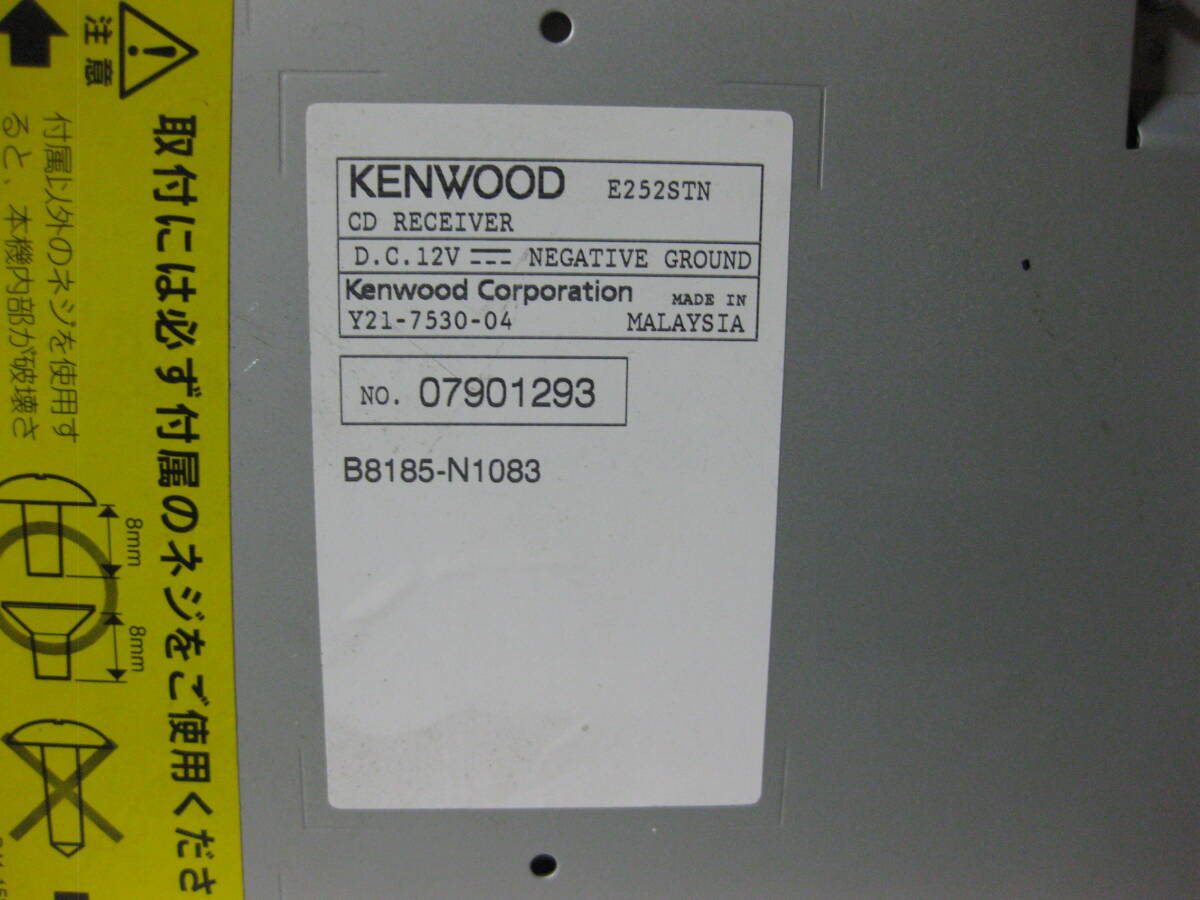 注意
取付には必ず付属のネジをご使用くださ
付属以外のネジを使用す
ると、本機内部が破壊さ
8mm
8mm
KENWOOD E252STN
CD RECEIVER
D.C.12V NEGATIVE GROUND
Kenwood Corporation MADE IN
Y21-7530-04 MALAYSIA
NO. 07901293
B8185-N1083